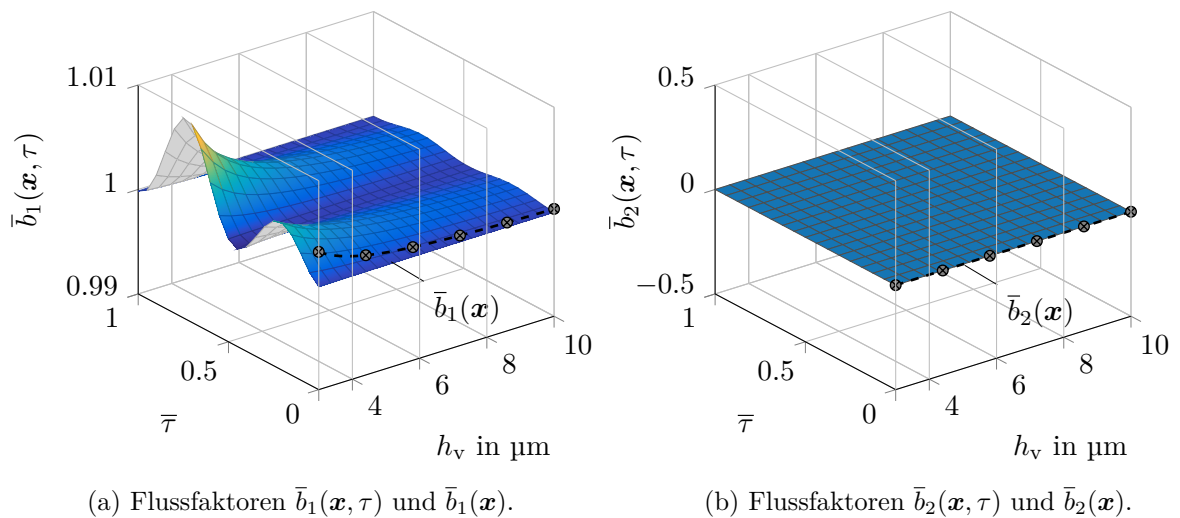 1.01
1
0.99
b̅₁(𝒙, τ)
1
0.5
0
τ̅
4
6
8
10
h_v in µm
b̅₁(𝒙)
(a) Flussfaktoren b̅₁(𝒙, τ) und b̅₁(𝒙).
0.5
0
−0.5
b̅₂(𝒙, τ)
1
0.5
0
τ̅
4
6
8
10
h_v in µm
b̅₂(𝒙)
(b) Flussfaktoren b̅₂(𝒙, τ) und b̅₂(𝒙).